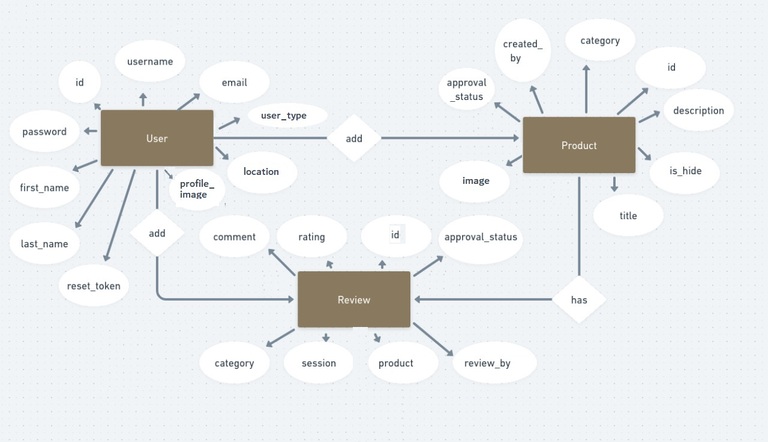 created_
by
category
username
id
id
email
approval
_status
user_type
description
password
User
add
Product
location
is_hide
first_name
profile_
image
image
title
add
comment
rating
id
approval_status
last_name
reset_token
Review
has
category
session
product
review_by